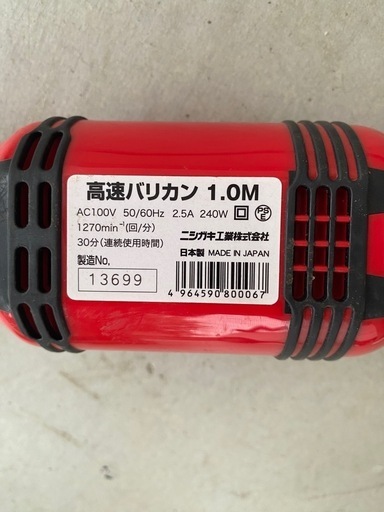 高速バリカン 1.0M
AC100V 50/60Hz 2.5A 240W
1270min⁻¹(回/分)
30分(連続使用時間)
ニシガキ工業株式会社
製造No.
日本製 MADE IN JAPAN
13699
4 964590 800067
PSE